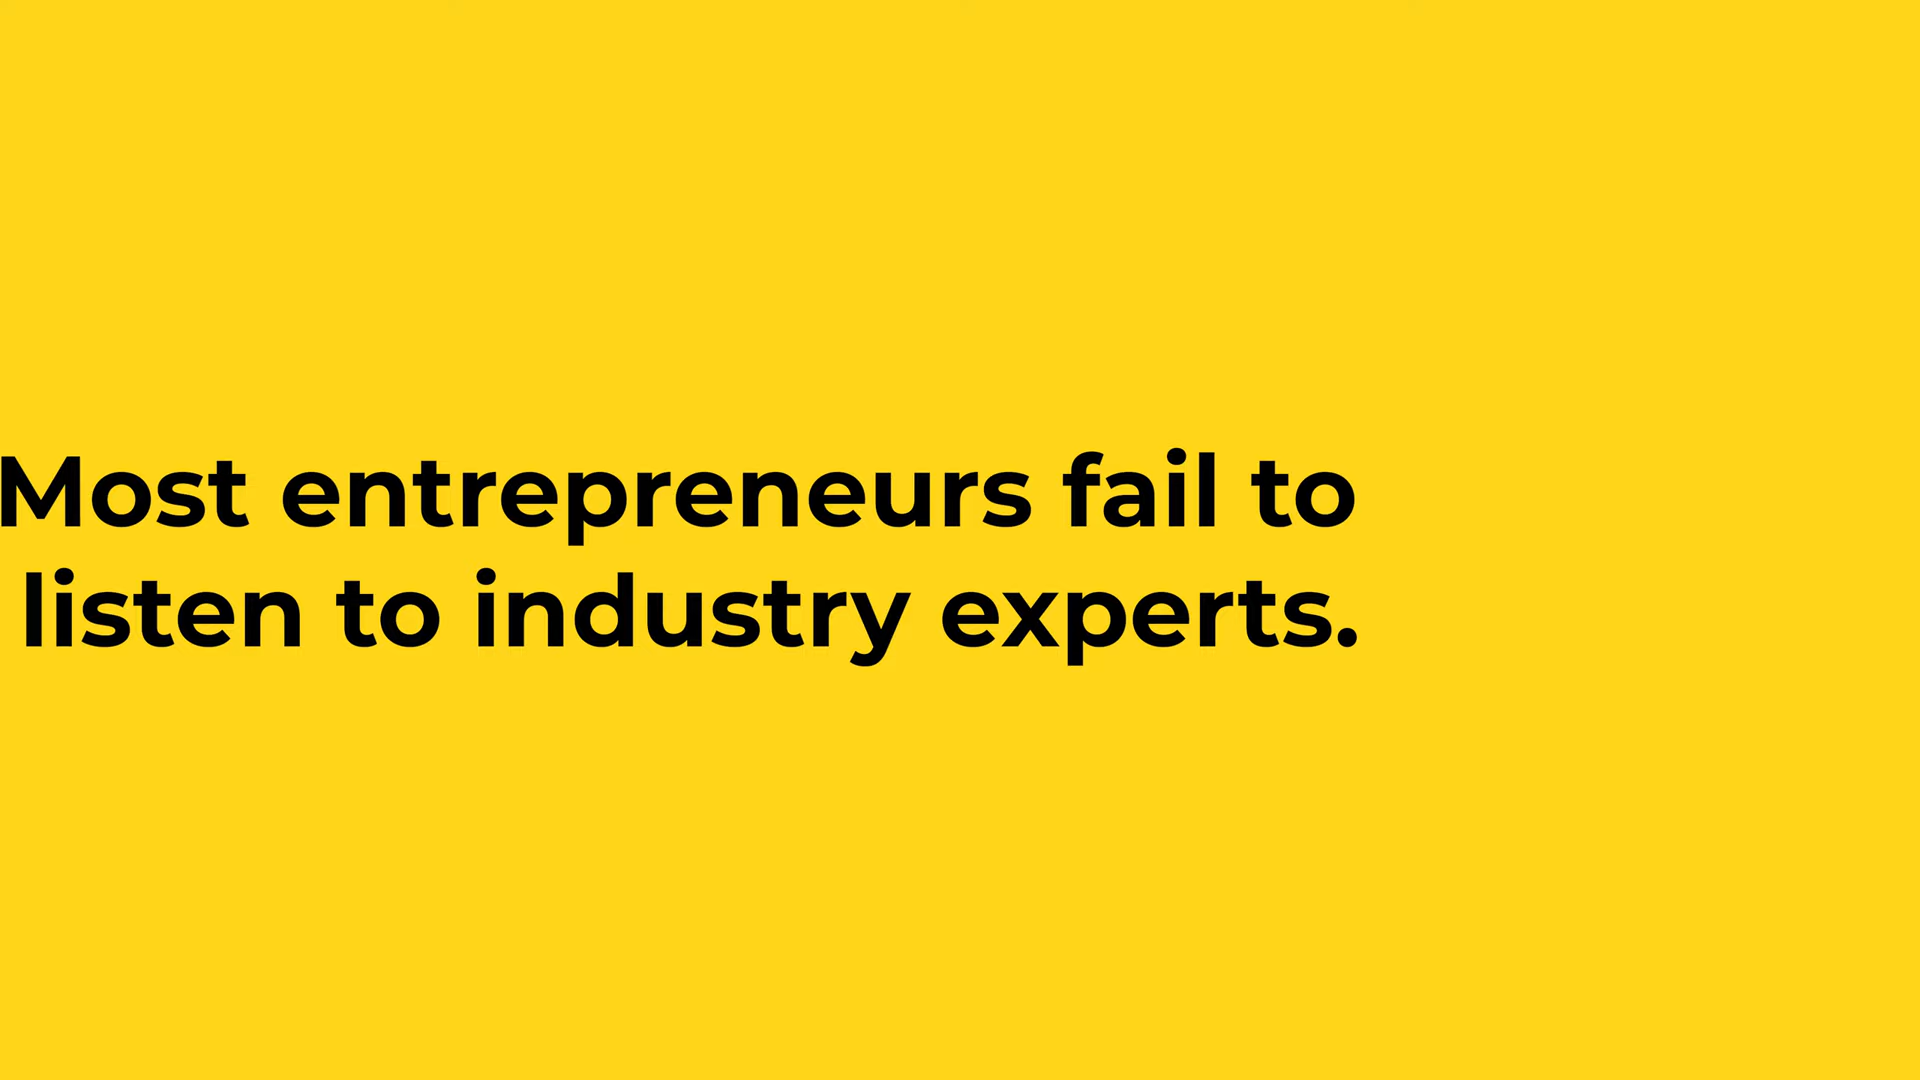 Most entrepreneurs fail to
listen to industry experts.